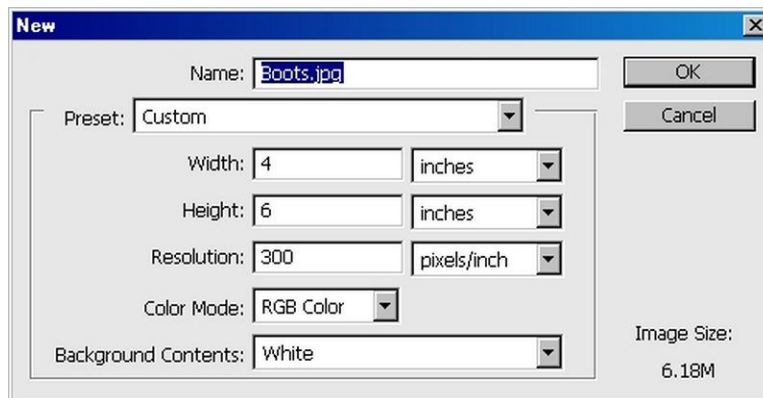 New
Name: Boots.jpg
OK
Preset: Custom
Cancel
Width: 4 inches
Height: 6 inches
Resolution: 300 pixels/inch
Color Mode: RGB Color
Background Contents: White
Image Size:
6.18M